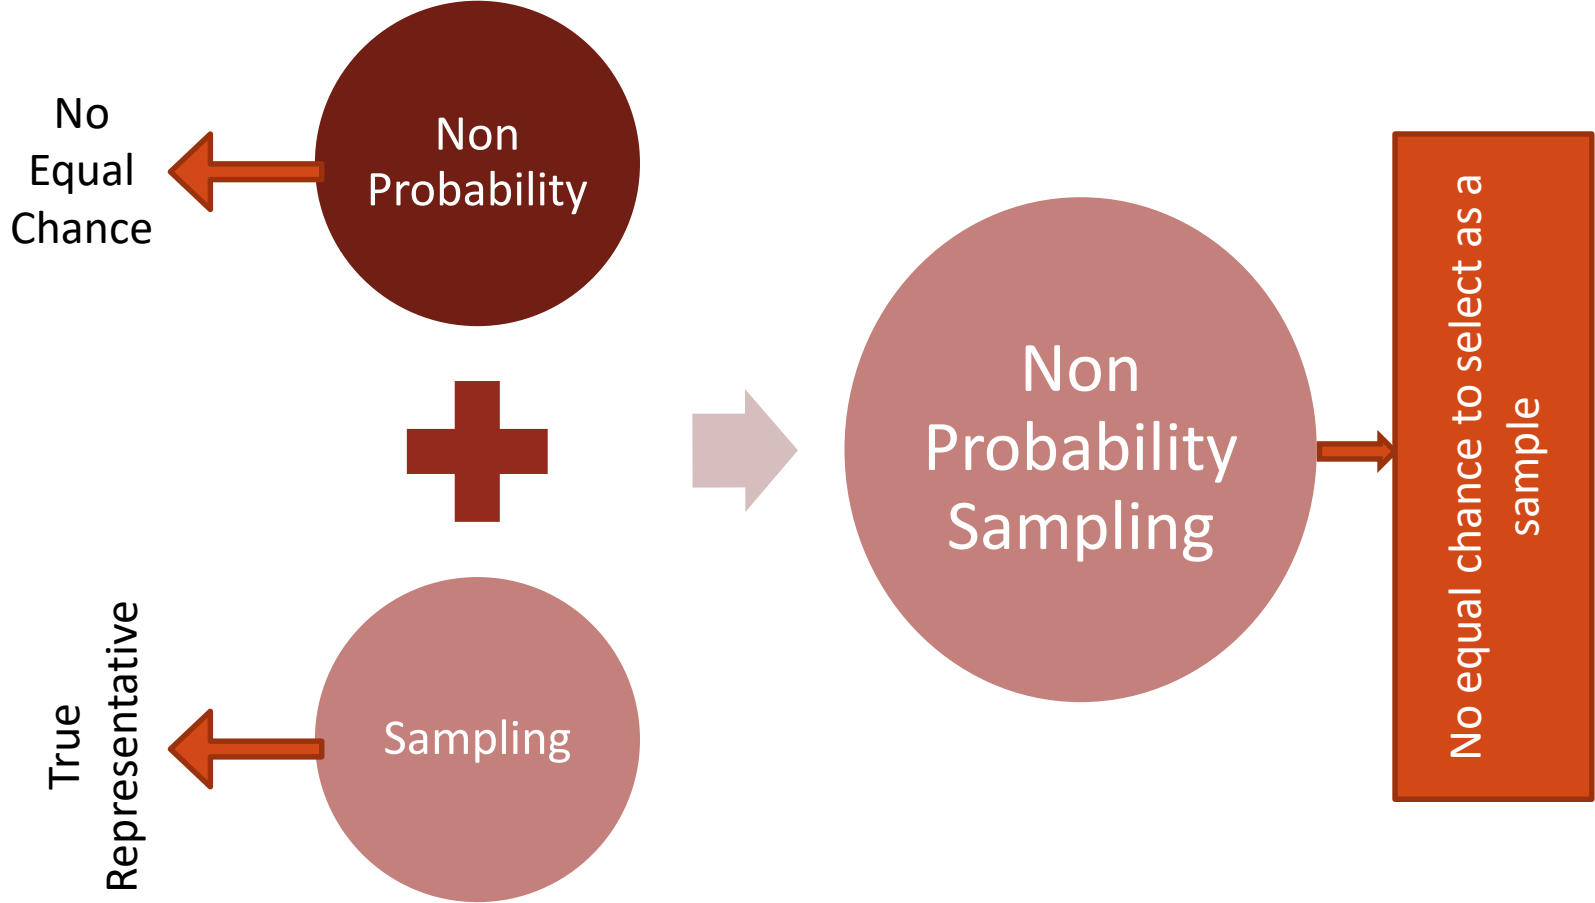 No
Equal
Chance
Non
Probability
True
Representative
Sampling
Non
Probability
Sampling
No equal chance to select as a
sample